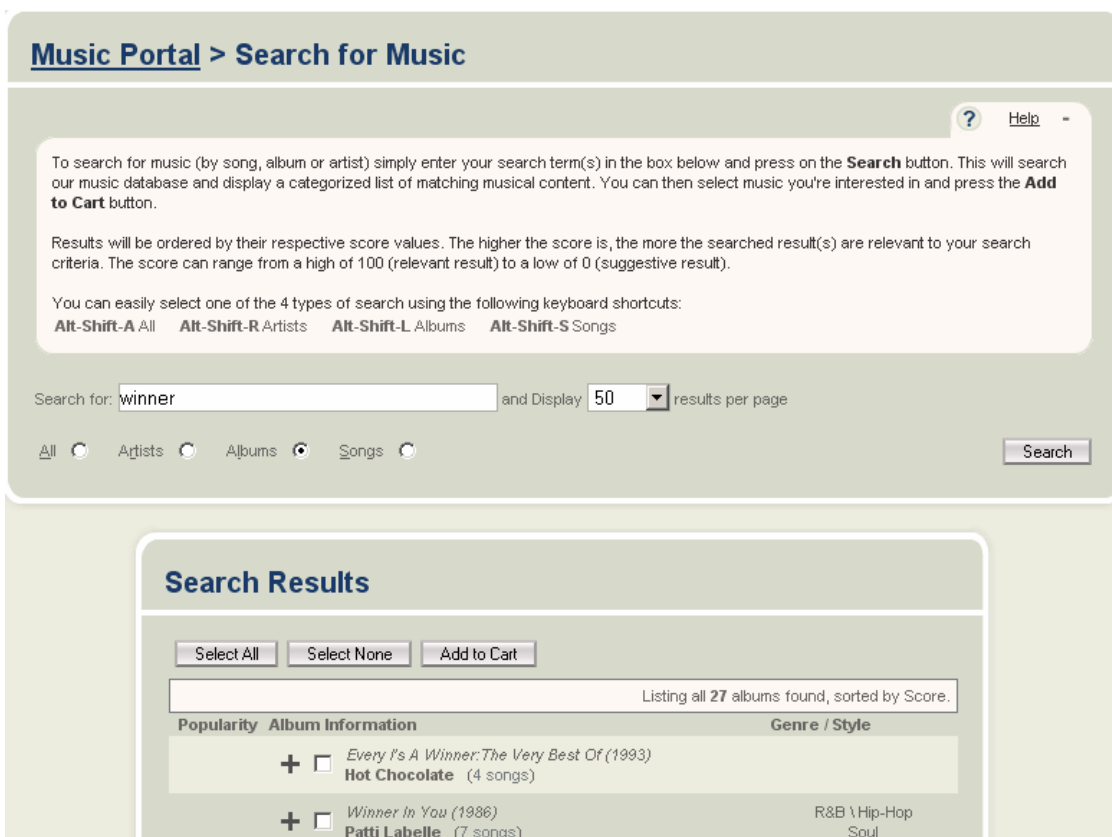 Music Portal > Search for Music
? Help -
To search for music (by song, album or artist) simply enter your search term(s) in the box below and press on the Search button. This will search
our music database and display a categorized list of matching musical content. You can then select music you're interested in and press the Add
to Cart button.
Results will be ordered by their respective score values. The higher the score is, the more the searched result(s) are relevant to your search
criteria. The score can range from a high of 100 (relevant result) to a low of 0 (suggestive result).
You can easily select one of the 4 types of search using the following keyboard shortcuts:
Alt-Shift-A All Alt-Shift-R Artists Alt-Shift-L Albums Alt-Shift-S Songs
Search for: winner and Display 50 results per page
All Artists Albums Songs Search
Search Results
Select All Select None Add to Cart
Listing all 27 albums found, sorted by Score.
Popularity Album Information Genre / Style
+ Every I's A Winner: The Very Best Of (1993)
Hot Chocolate (4 songs)
+ Winner In You (1986) R&B \ Hip-Hop
Patti Labelle (7 songs) Soul